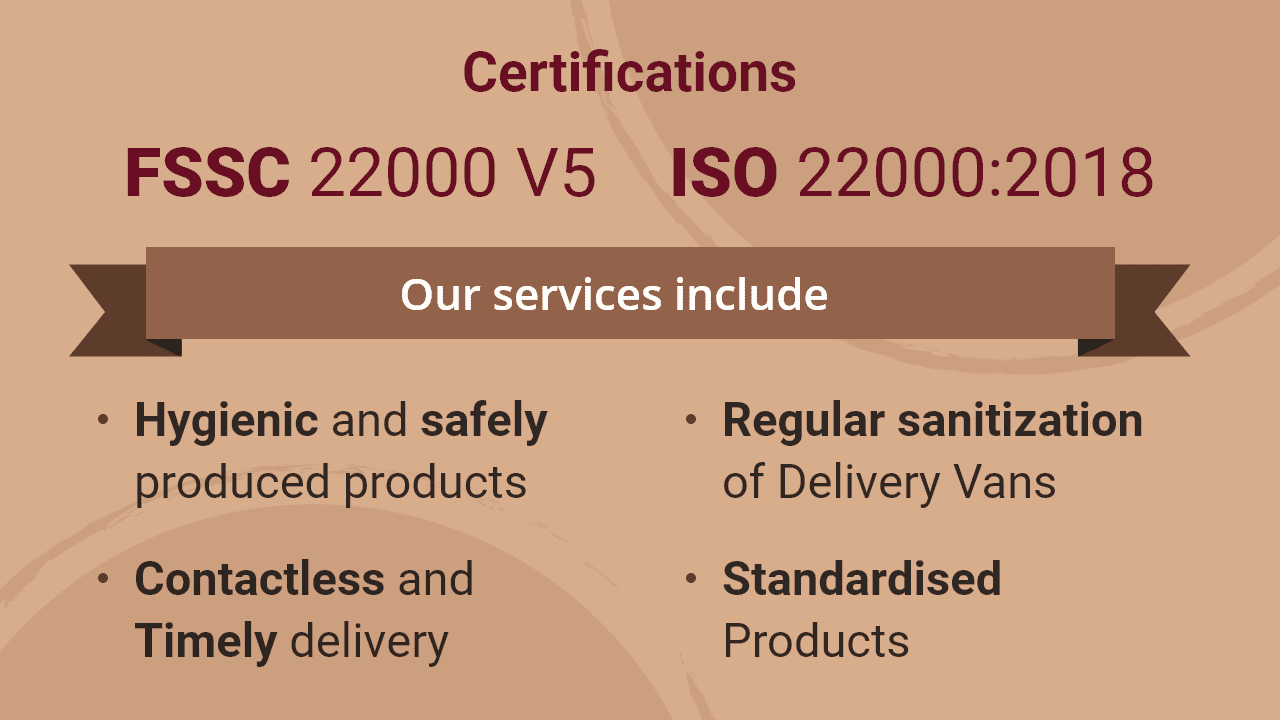 Certifications
FSSC 22000 V5
ISO 22000:2018
Our services include
• Hygienic and safely
produced products
• Contactless and
Timely delivery
• Regular sanitization
of Delivery Vans
• Standardised
Products